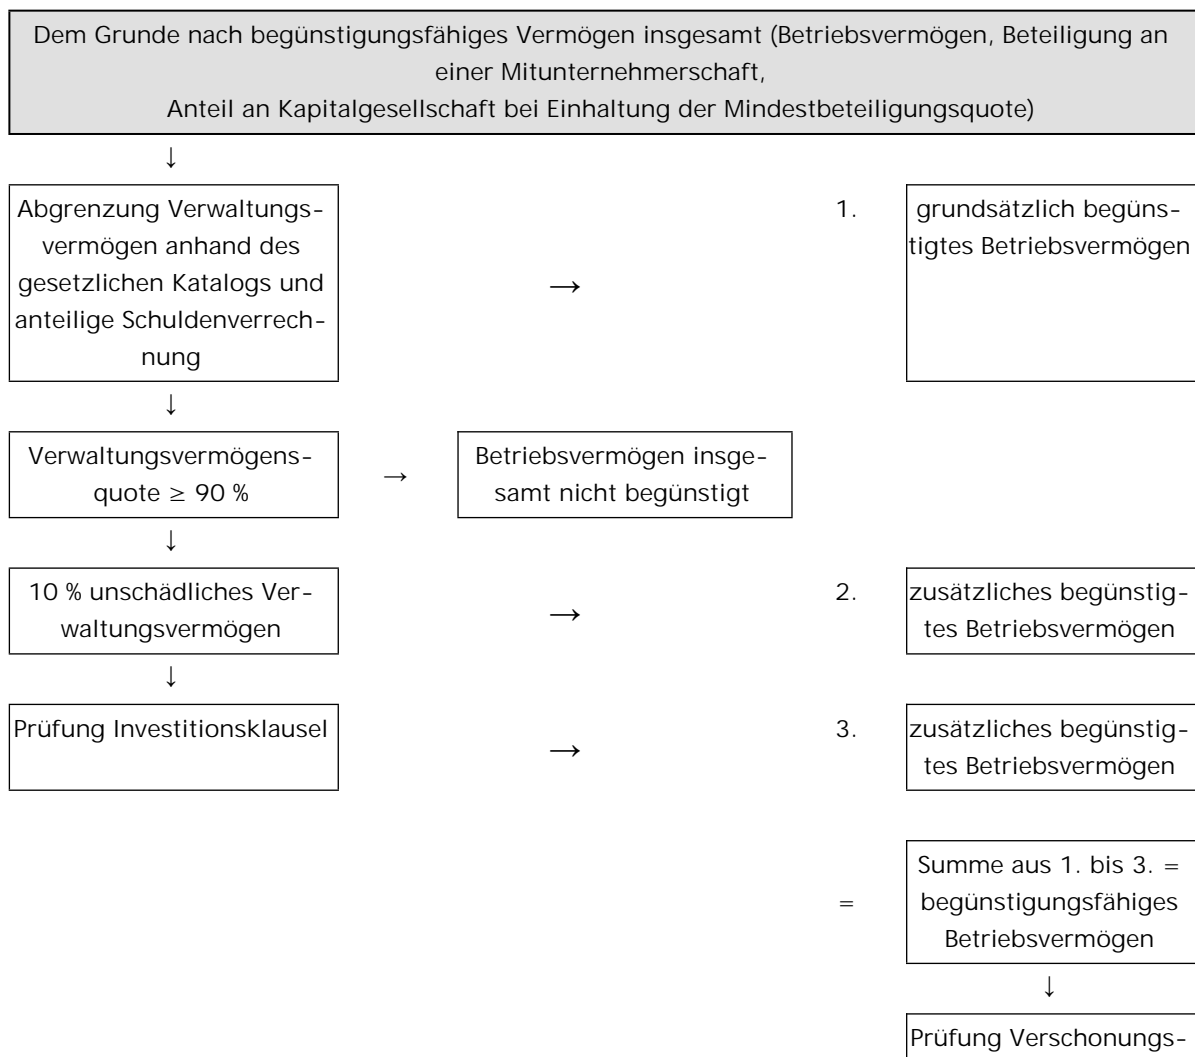 Dem Grunde nach begünstigungsfähiges Vermögen insgesamt (Betriebsvermögen, Beteiligung an
einer Mitunternehmerschaft,
Anteil an Kapitalgesellschaft bei Einhaltung der Mindestbeteiligungsquote)
↓
Abgrenzung Verwaltungs-
vermögen anhand des
gesetzlichen Katalogs und
anteilige Schuldenverrech-
nung
→
1.
grundsätzlich begüns-
tigtes Betriebsvermögen
↓
Verwaltungsvermögens-
quote ≥ 90 %
→
Betriebsvermögen insge-
samt nicht begünstigt
↓
10 % unschädliches Ver-
waltungsvermögen
→
2.
zusätzliches begünstig-
tes Betriebsvermögen
↓
Prüfung Investitionsklausel
→
3.
zusätzliches begünstig-
tes Betriebsvermögen
=
Summe aus 1. bis 3. =
begünstigungsfähiges
Betriebsvermögen
↓
Prüfung Verschonungs-